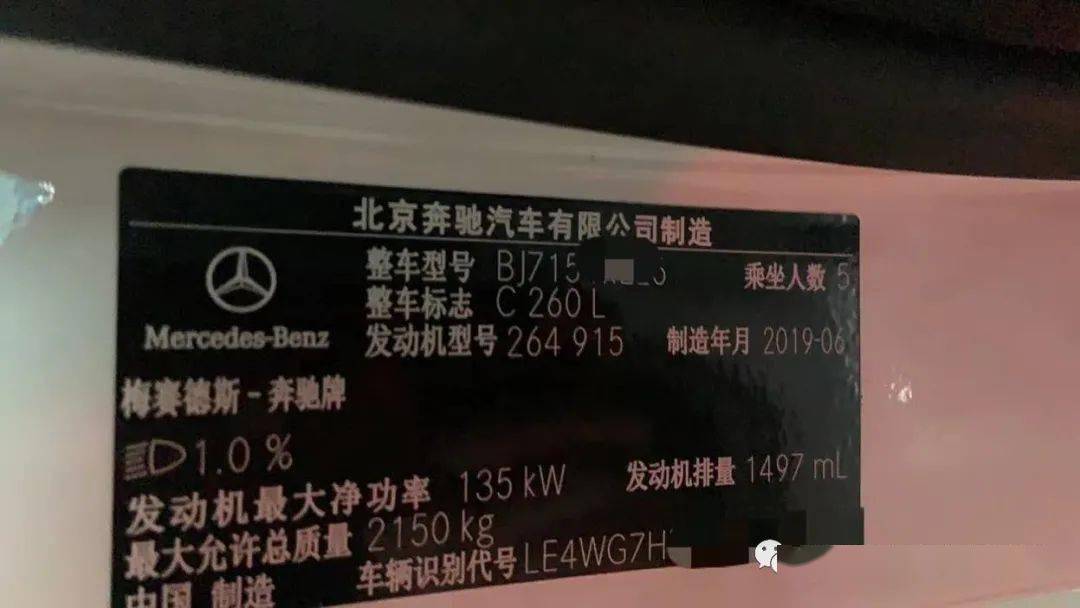 北京奔驰汽车有限公司制造
整车型号 BJ715
乘坐人数 5
整车标志 C 260 L
发动机型号 264 915
制造年月 2019-06
Mercedes-Benz
梅赛德斯-奔驰牌
1.0 %
发动机最大净功率 135 kW
发动机排量 1497 mL
最大允许总质量 2150 kg
车辆识别代号 LE4WG7H
中国 制造